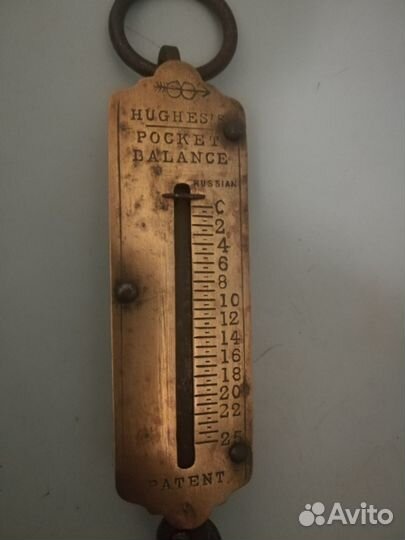 HUGHES'S
POCKET
BALANCE
RUSSIAN
0
2
4
6
8
10
12
14
16
18
20
22
25
PATENT
Avito